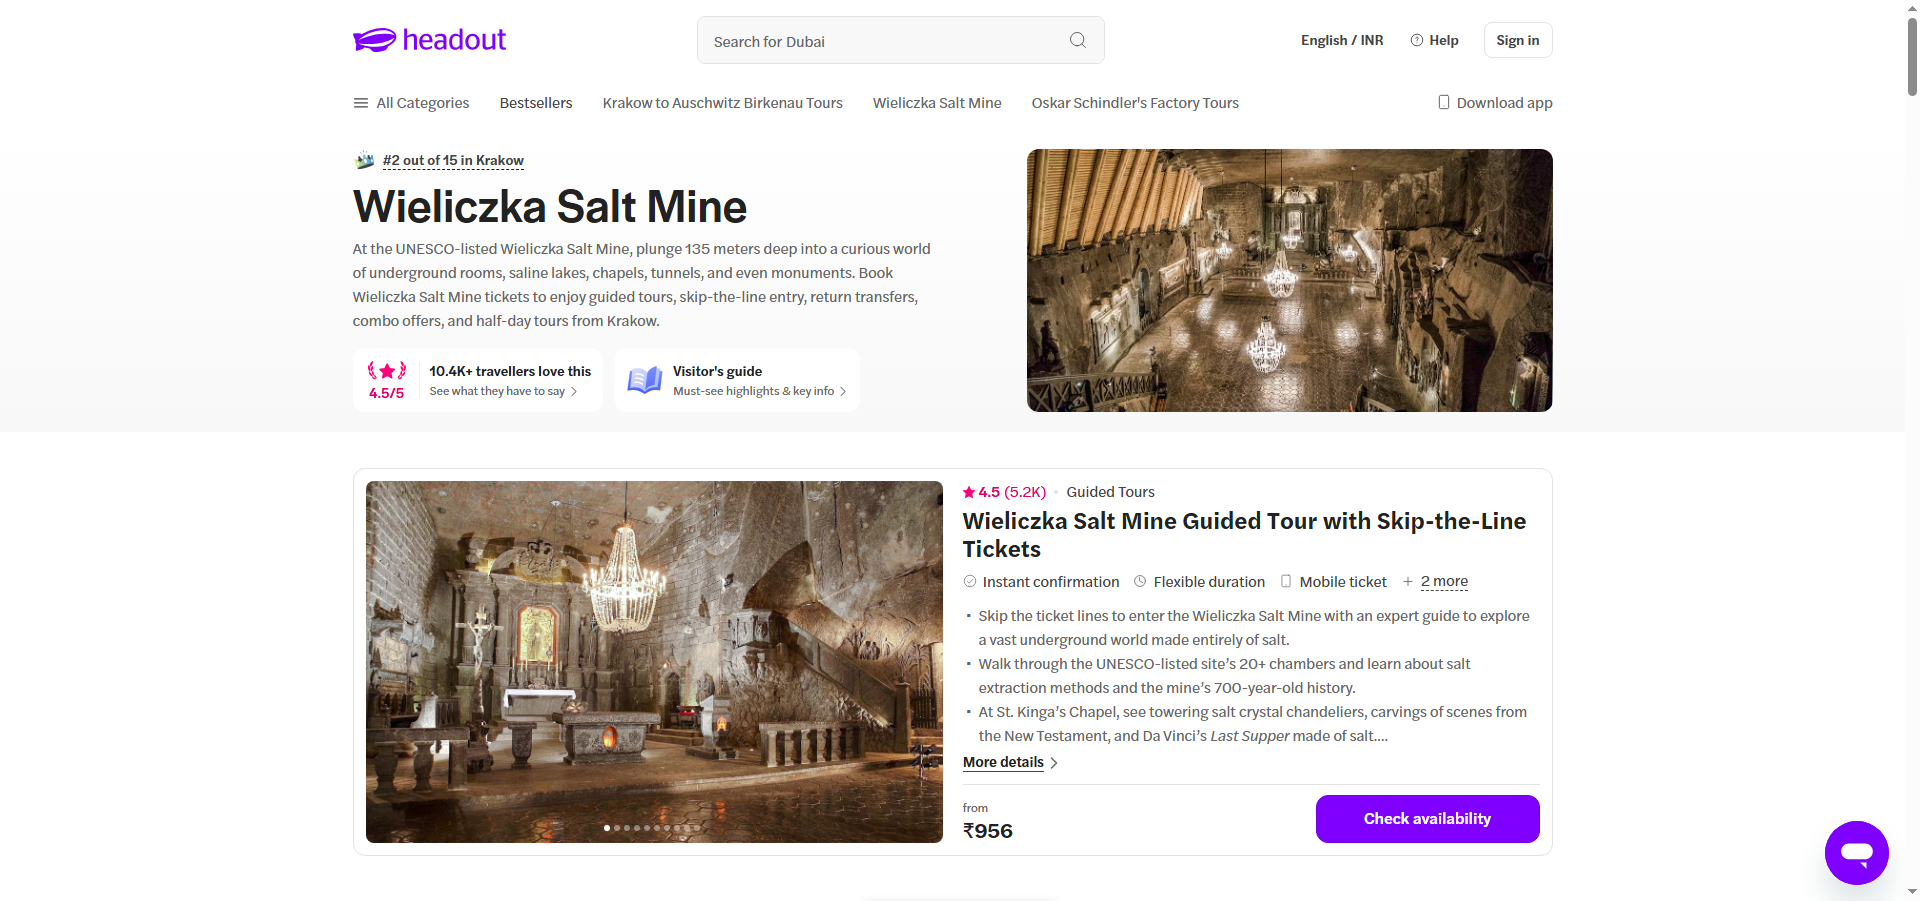 headout
Search for Dubai
English / INR
Help
Sign in
All Categories
Bestsellers
Krakow to Auschwitz Birkenau Tours
Wieliczka Salt Mine
Oskar Schindler's Factory Tours
Download app
#2 out of 15 in Krakow
Wieliczka Salt Mine
At the UNESCO-listed Wieliczka Salt Mine, plunge 135 meters deep into a curious world
of underground rooms, saline lakes, chapels, tunnels, and even monuments. Book
Wieliczka Salt Mine tickets to enjoy guided tours, skip-the-line entry, return transfers,
combo offers, and half-day tours from Krakow.
4.5/5
10.4K+ travellers love this
See what they have to say
Visitor's guide
Must-see highlights & key info
4.5 (5.2K)
Guided Tours
Wieliczka Salt Mine Guided Tour with Skip-the-Line
Tickets
Instant confirmation
Flexible duration
Mobile ticket
+ 2 more
• Skip the ticket lines to enter the Wieliczka Salt Mine with an expert guide to explore
a vast underground world made entirely of salt.
• Walk through the UNESCO-listed site’s 20+ chambers and learn about salt
extraction methods and the mine’s 700-year-old history.
• At St. Kinga’s Chapel, see towering salt crystal chandeliers, carvings of scenes from
the New Testament, and Da Vinci’s Last Supper made of salt....
More details
from
₹956
Check availability